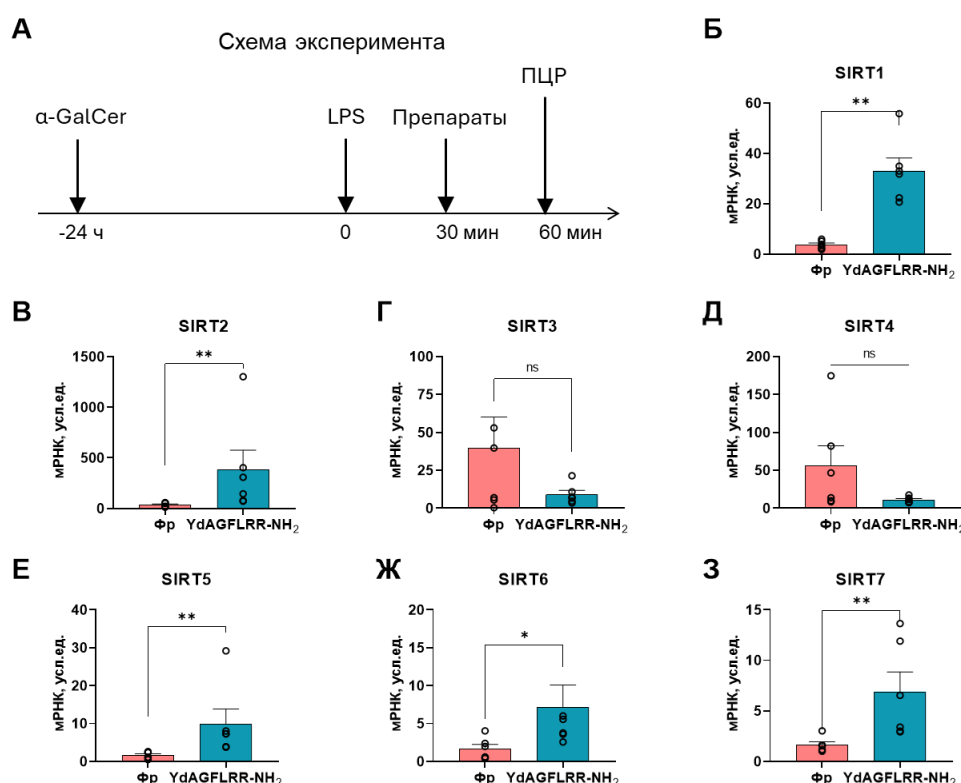 А
Схема эксперимента
α-GalCer
LPS
Препараты
ПЦР
-24 ч
0
30 мин
60 мин
Б
SIRT1
**
мРНК, усл.ед.
60
40
20
0
Фр
YdAGFLRR-NH₂
В
SIRT2
**
мРНК, усл.ед.
1500
1000
500
0
Фр
YdAGFLRR-NH₂
Г
SIRT3
ns
мРНК, усл.ед.
100
75
50
25
0
Фр
YdAGFLRR-NH₂
Д
SIRT4
ns
мРНК, усл.ед.
200
150
100
50
0
Фр
YdAGFLRR-NH₂
Е
SIRT5
**
мРНК, усл.ед.
40
30
20
10
0
Фр
YdAGFLRR-NH₂
Ж
SIRT6
*
мРНК, усл.ед.
20
15
10
5
0
Фр
YdAGFLRR-NH₂
З
SIRT7
**
мРНК, усл.ед.
15
10
5
0
Фр
YdAGFLRR-NH₂